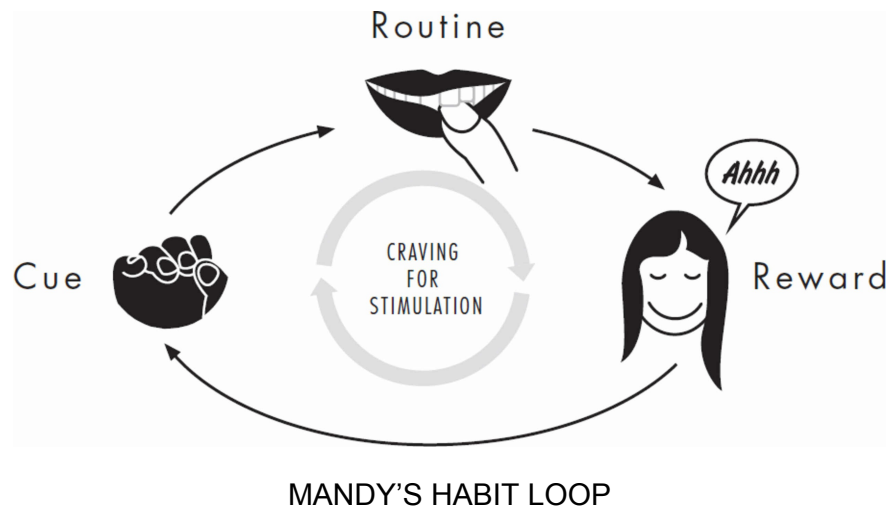 Routine
Ahhh
Cue
CRAVING
FOR
STIMULATION
Reward
MANDY'S HABIT LOOP